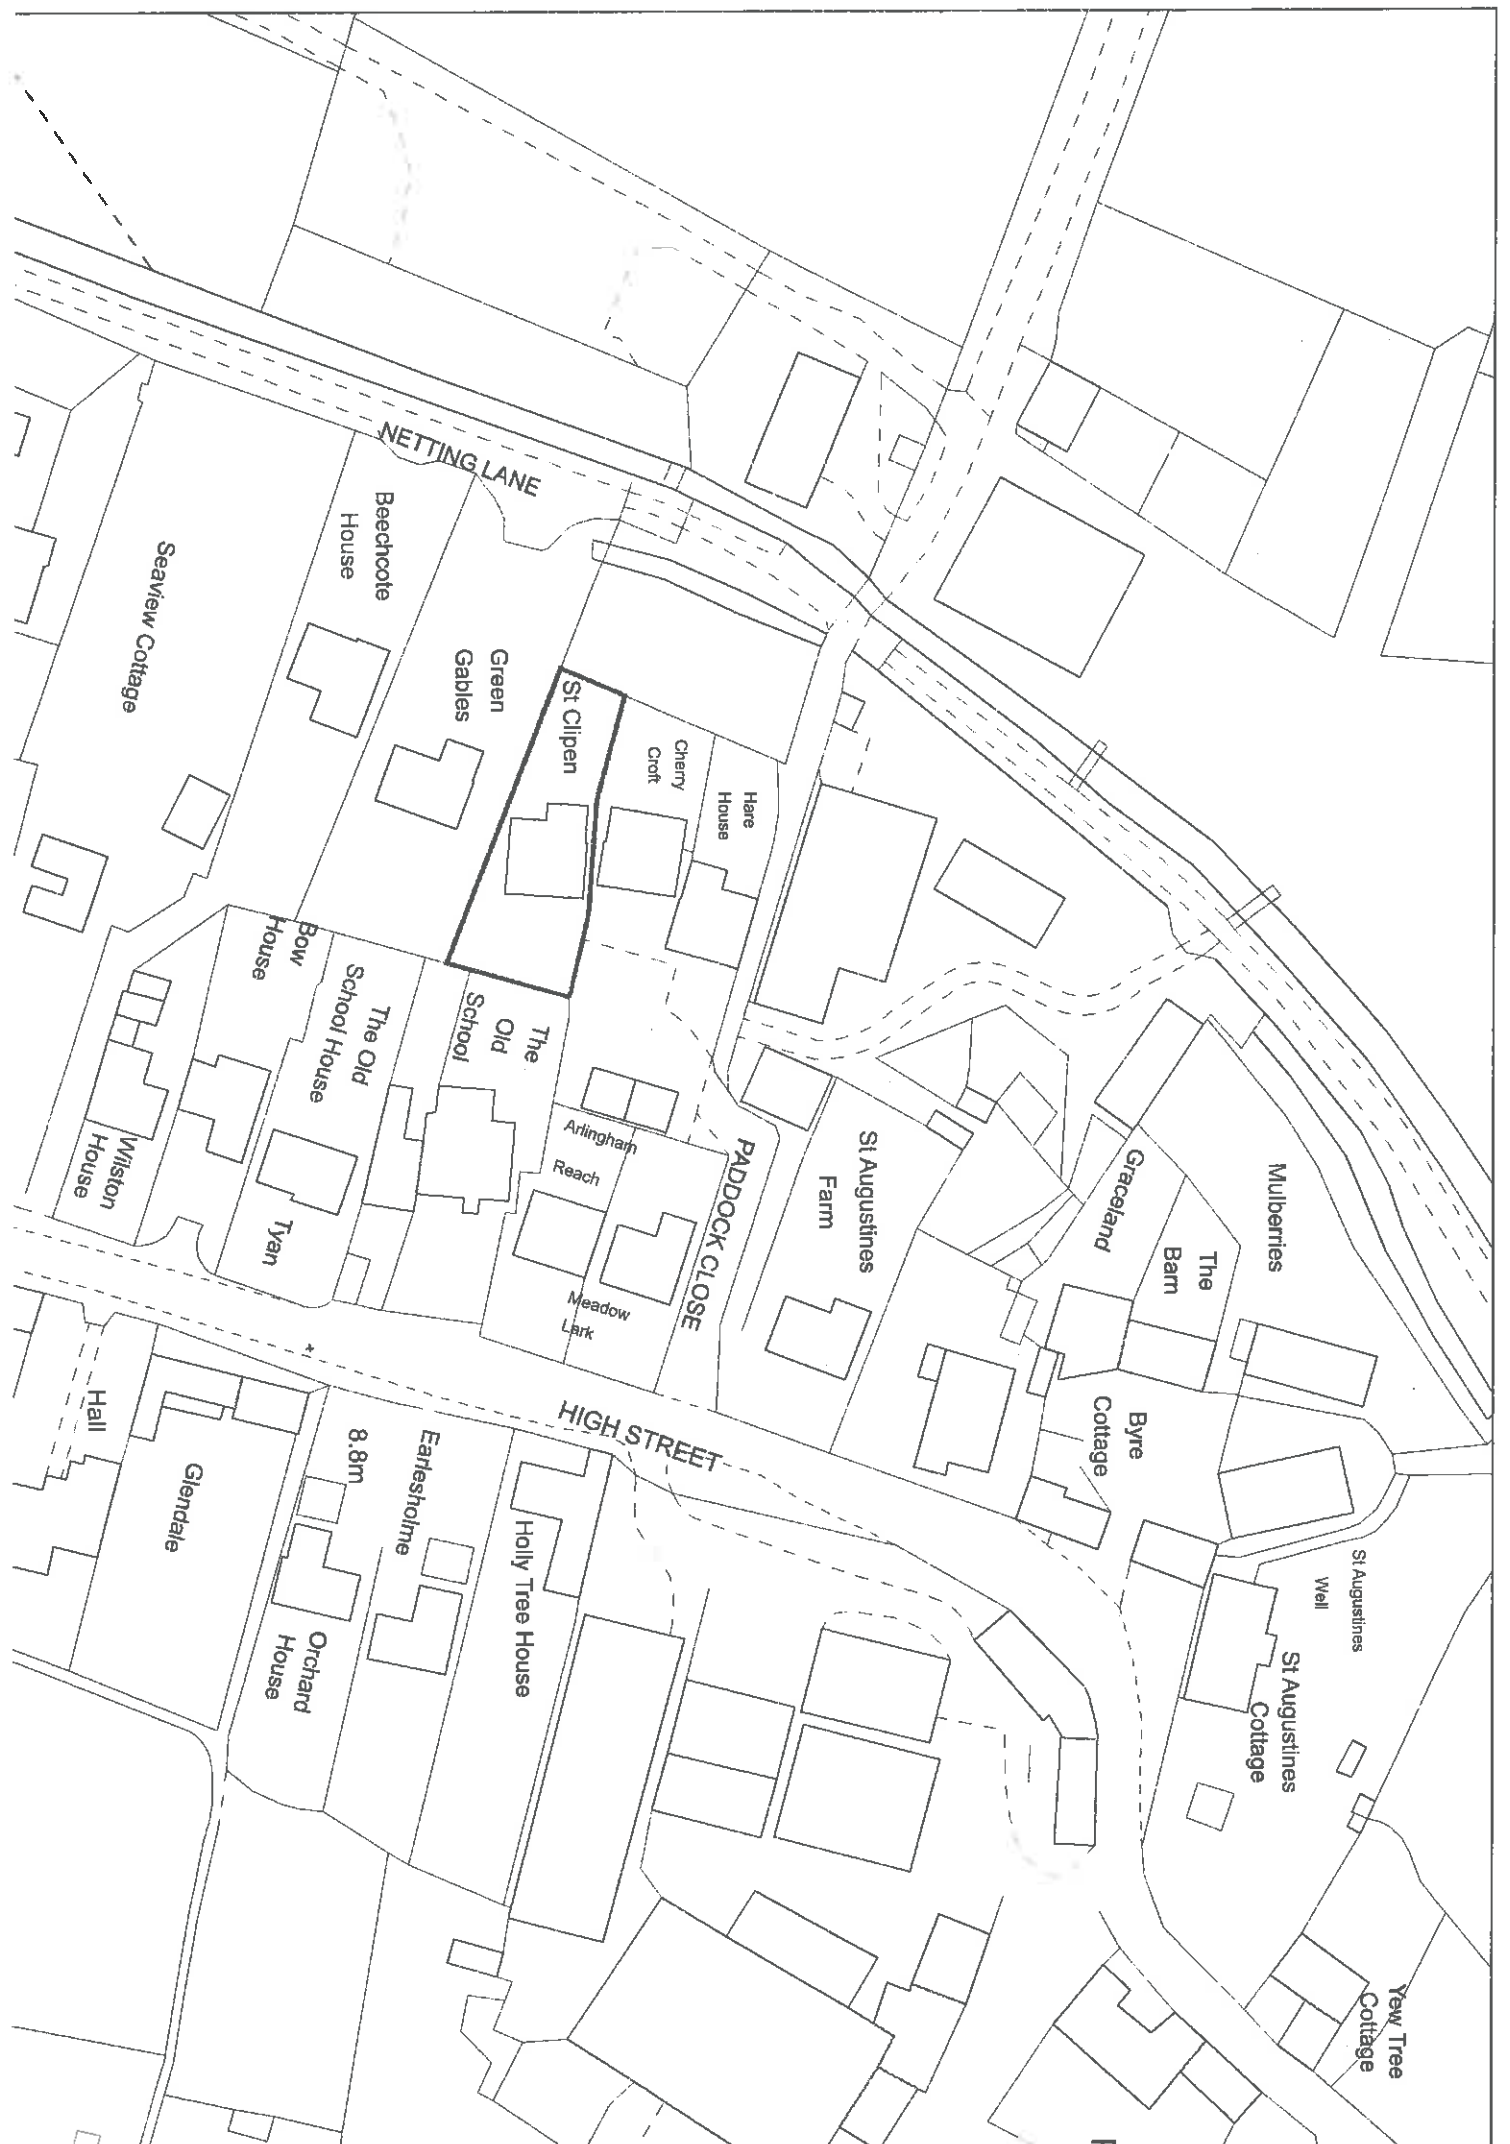 NETTING LANE
Seaview Cottage
Beechcote
House
Green
Gables
St Clipen
Cherry
Croft
Hare
House
Bow
House
The Old
School House
The
Old
School
Wilston
House
Tyan
Arlingham
Reach
Meadow
Lark
PADDOCK CLOSE
St Augustines
Farm
Graceland
The
Barn
Mulberries
Byre
Cottage
HIGH STREET
Hall
Glendale
8.8m
Earlesholme
Orchard
House
Holly Tree House
St Augustines
Well
St Augustines
Cottage
Yew Tree
Cottage